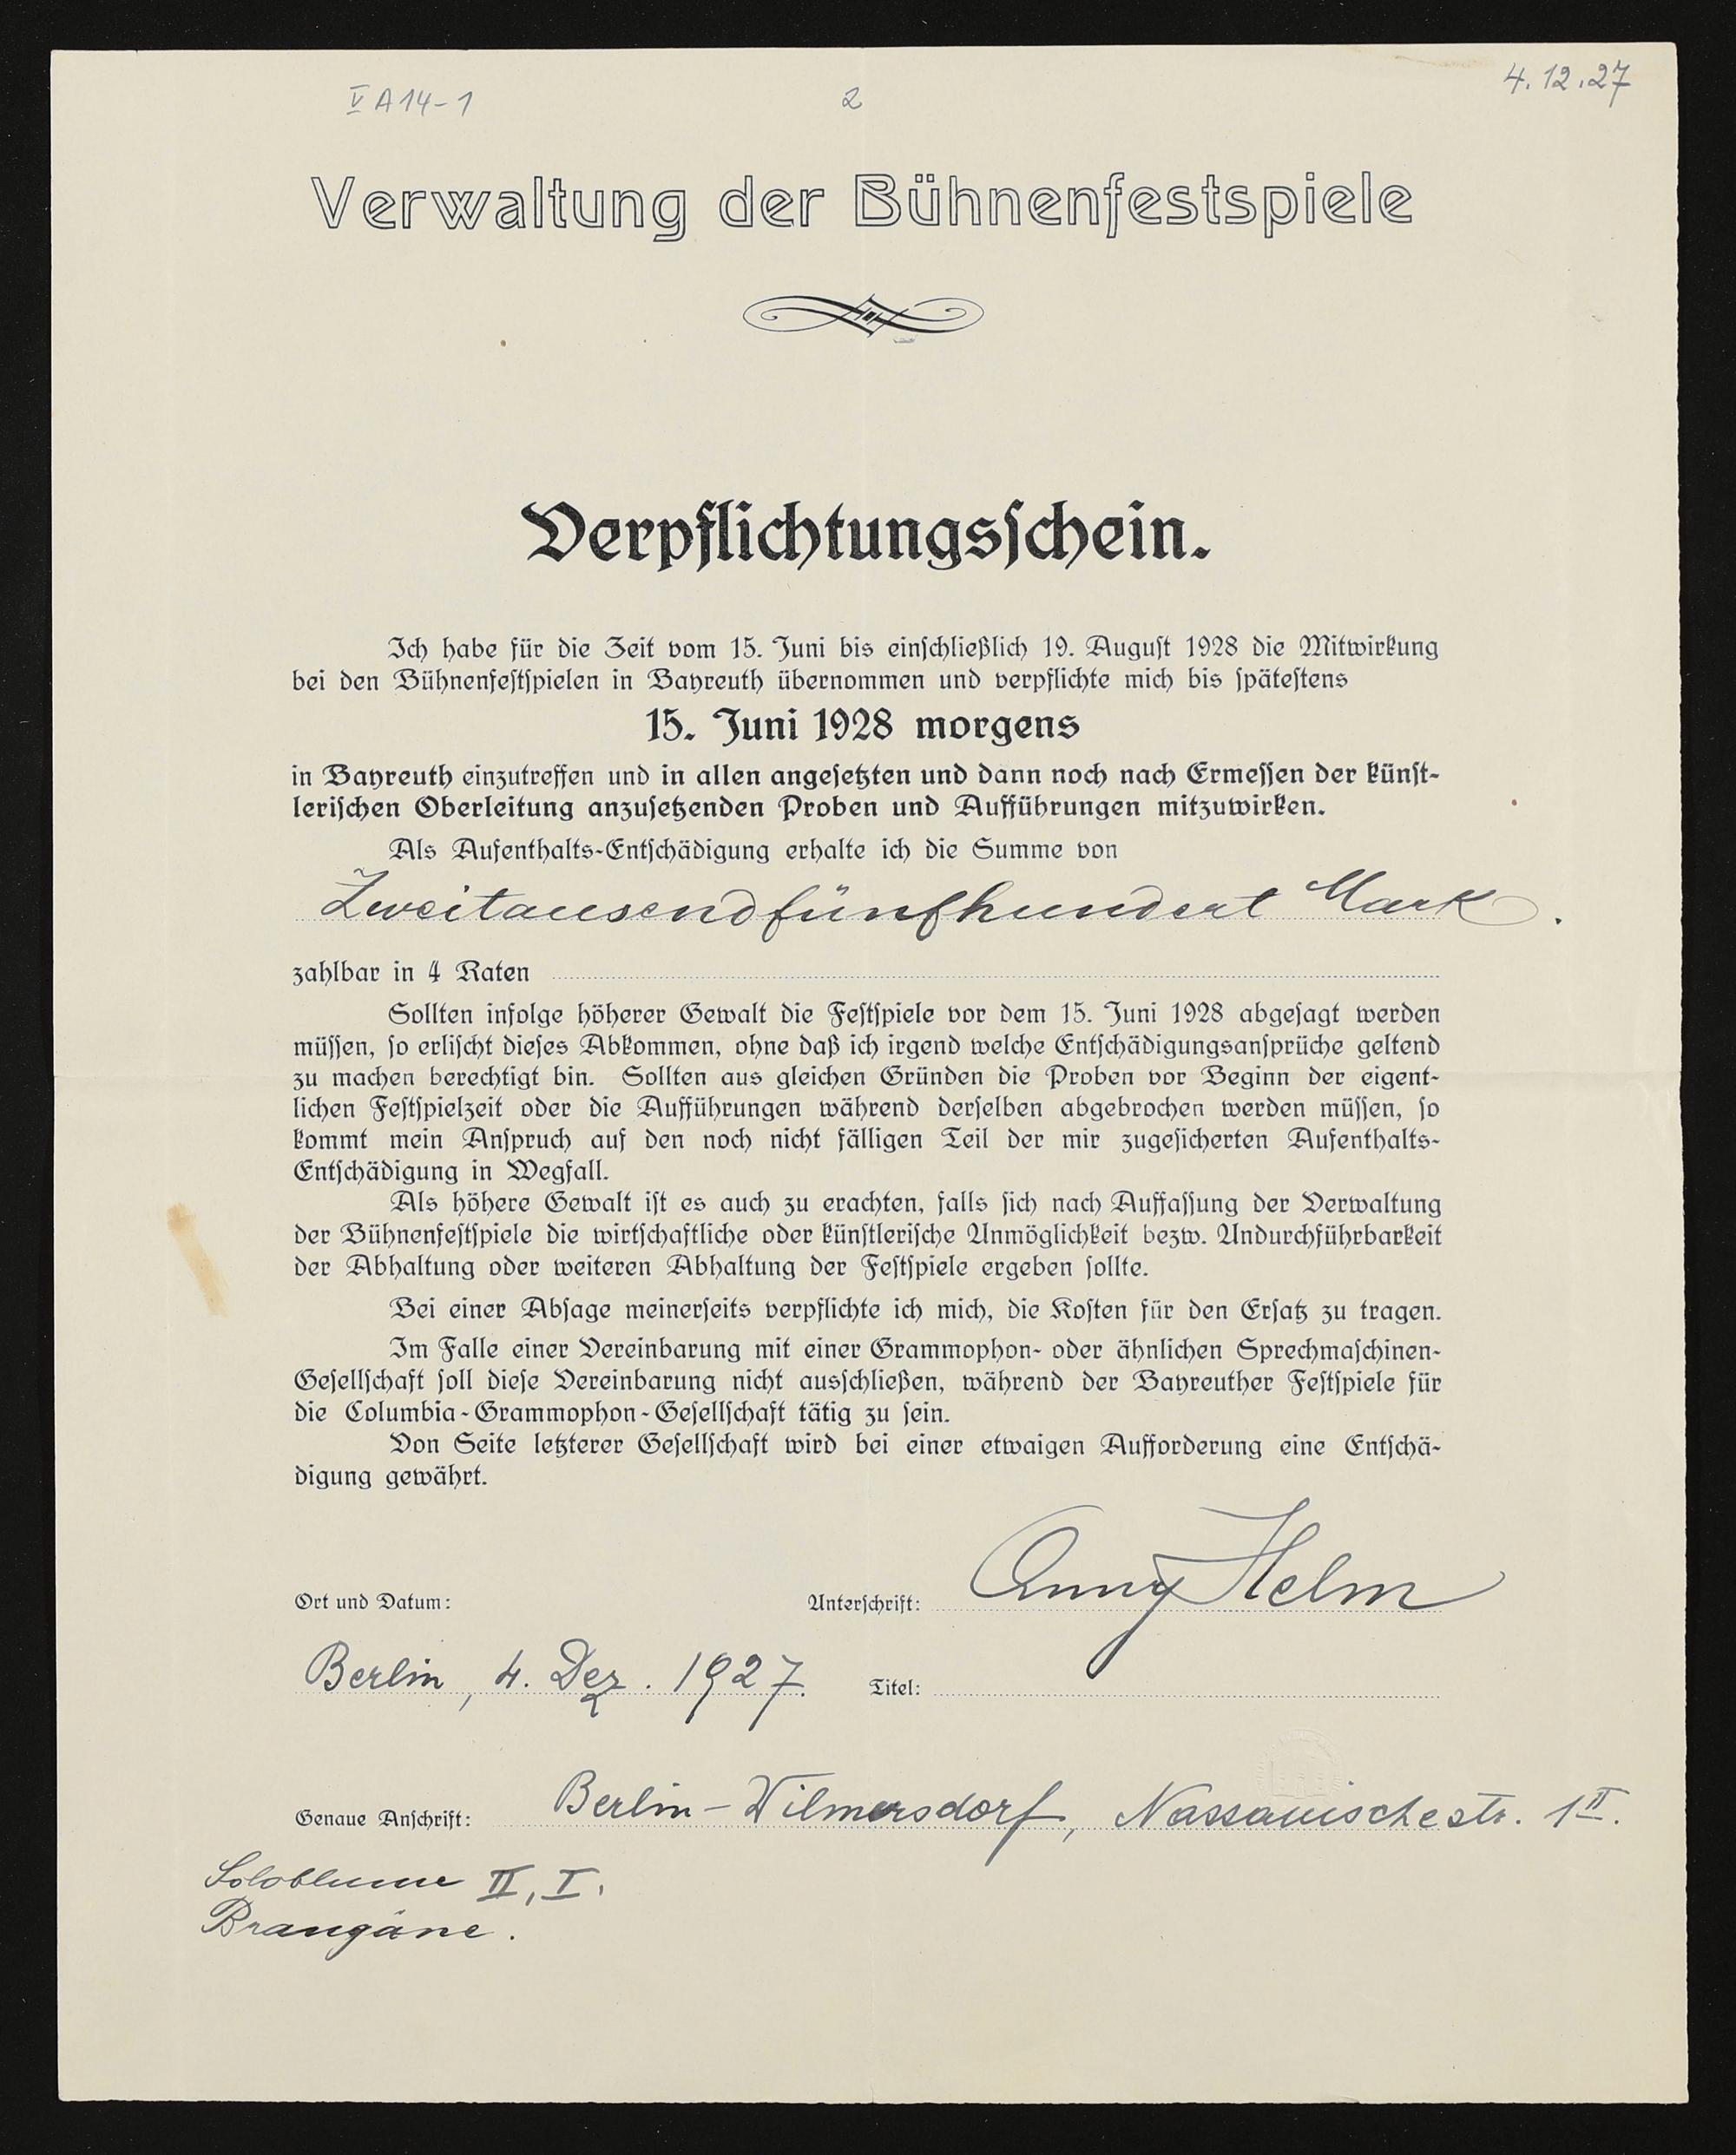 V A 14-1 2 4.12.27
Verwaltung der Bühnenfestspiele
Verpflichtungsschein.
Ich habe für die Zeit vom 15. Juni bis einschließlich 19. August 1928 die Mitwirkung
bei den Bühnenfestspielen in Bayreuth übernommen und verpflichte mich bis spätestens
15. Juni 1928 morgens
in Bayreuth einzutreffen und in allen angesetzten und dann noch nach Ermessen der künst-
lerischen Oberleitung anzusetzenden Proben und Aufführungen mitzuwirken.
Als Aufenthalts-Entschädigung erhalte ich die Summe von
Zweitausendfünfhundert Mark.
zahlbar in 4 Raten
Sollten infolge höherer Gewalt die Festspiele vor dem 15. Juni 1928 abgesagt werden
müssen, so erlischt dieses Abkommen, ohne daß ich irgend welche Entschädigungsansprüche geltend
zu machen berechtigt bin. Sollten aus gleichen Gründen die Proben vor Beginn der eigent-
lichen Festspielzeit oder die Aufführungen während derselben abgebrochen werden müssen, so
kommt mein Anspruch auf den noch nicht fälligen Teil der mir zugesicherten Aufenthalts-
Entschädigung in Wegfall.
Als höhere Gewalt ist es auch zu erachten, falls sich nach Auffassung der Verwaltung
der Bühnenfestspiele die wirtschaftliche oder künstlerische Unmöglichkeit bezw. Undurchführbarkeit
der Abhaltung oder weiteren Abhaltung der Festspiele ergeben sollte.
Bei einer Absage meinerseits verpflichte ich mich, die Kosten für den Ersatz zu tragen.
Im Falle einer Vereinbarung mit einer Grammophon- oder ähnlichen Sprechmaschinen-
Gesellschaft soll diese Vereinbarung nicht ausschließen, während der Bayreuther Festspiele für
die Columbia-Grammophon-Gesellschaft tätig zu sein.
Von Seite letzterer Gesellschaft wird bei einer etwaigen Aufforderung eine Entschä-
digung gewährt.
Ort und Datum: Unterschrift: Anny Helm
Berlin, 4. Dez. 1927. Titel:
Genaue Anschrift: Berlin-Wilmersdorf, Nassauischestr. 1 II.
Soloblume II, I.
Brangäne.